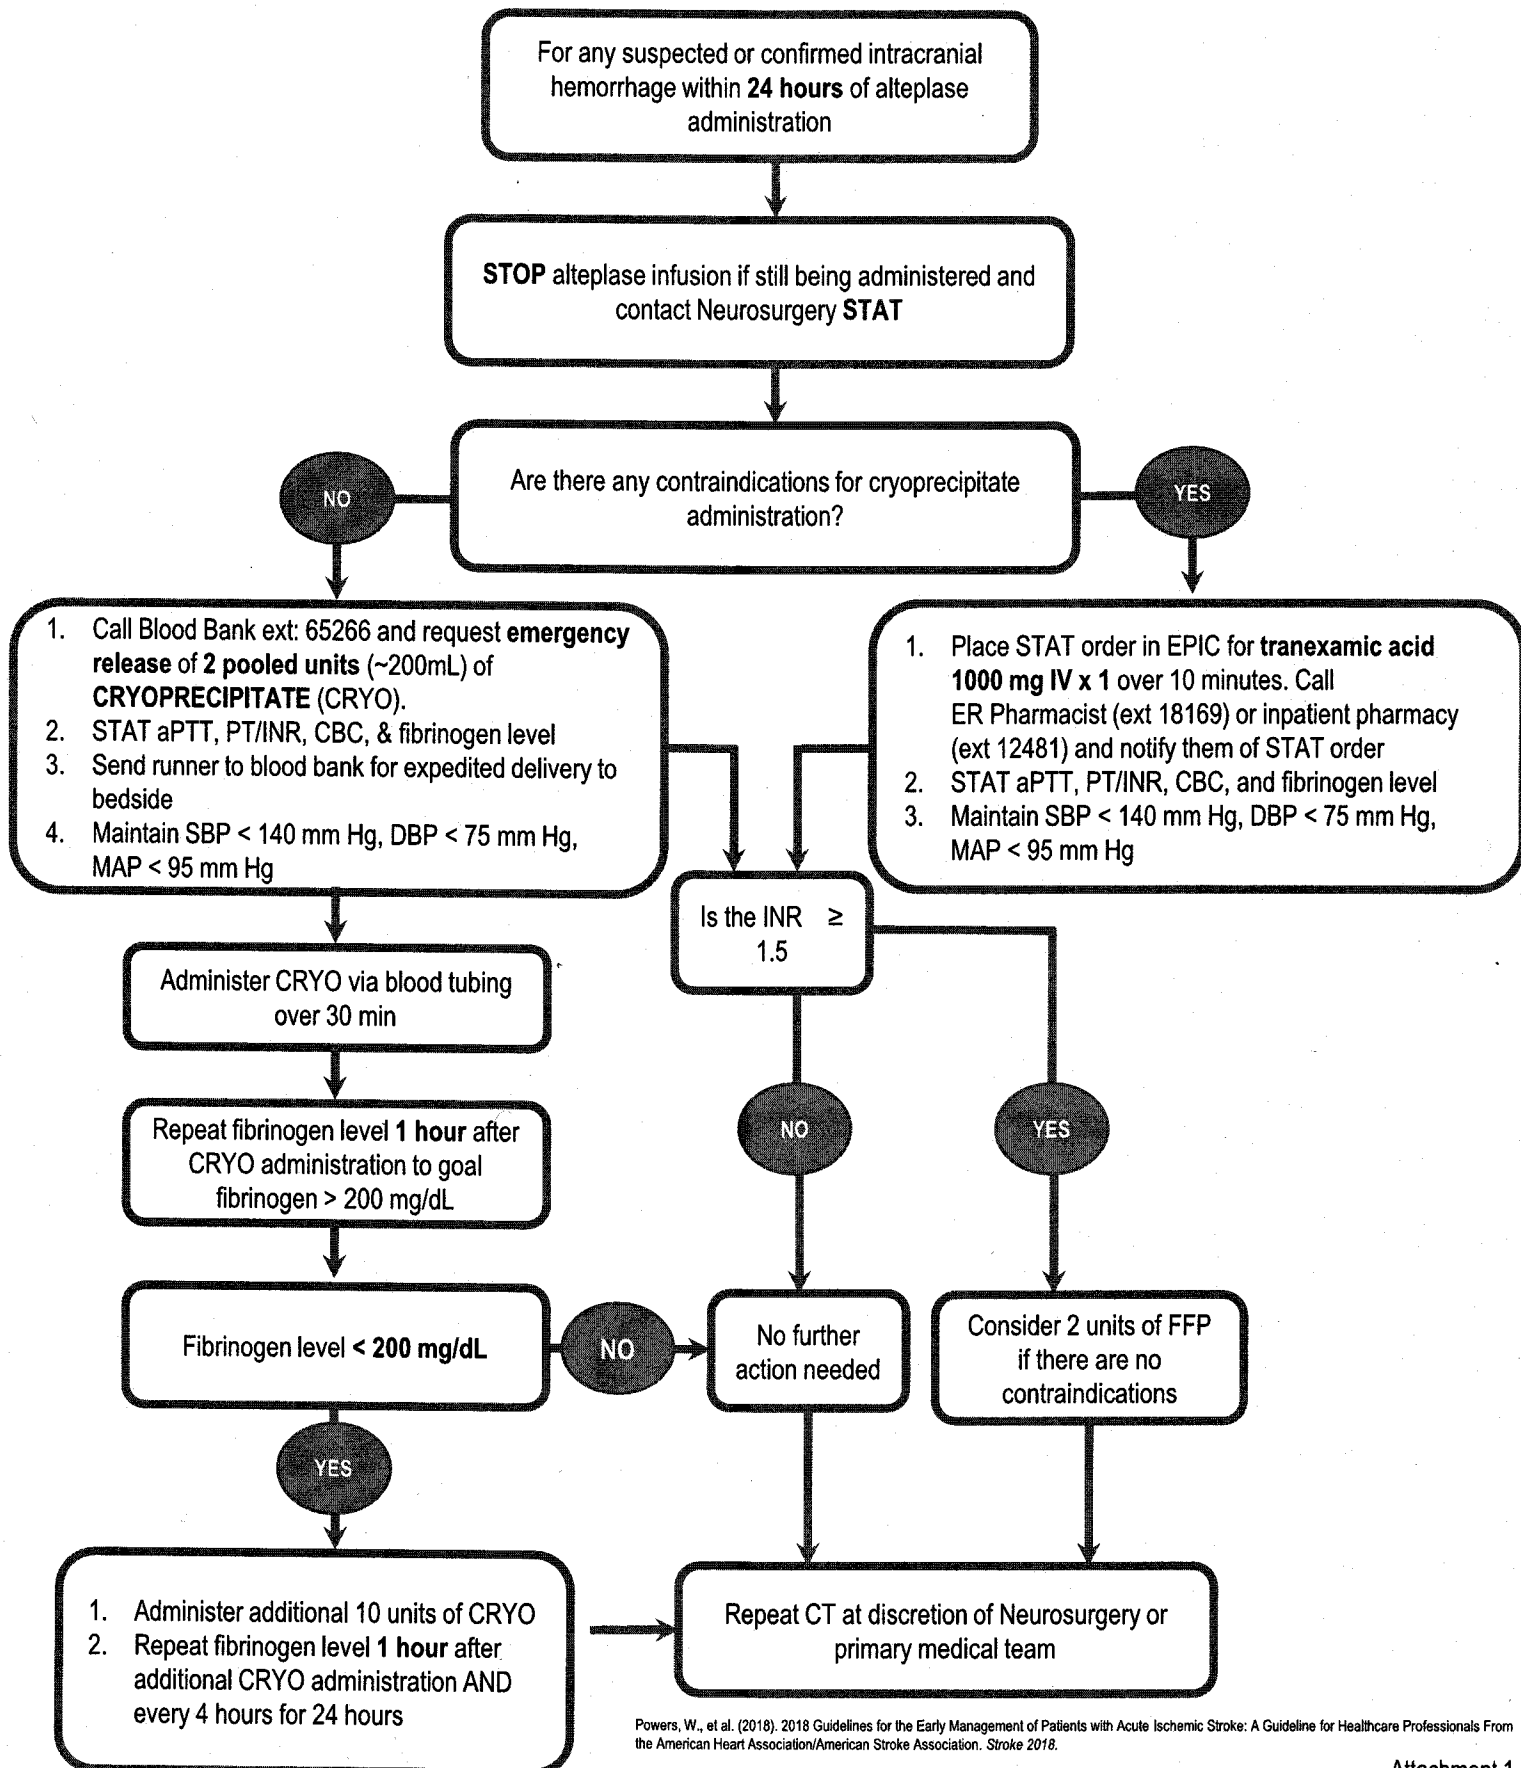 For any suspected or confirmed intracranial
hemorrhage within 24 hours of alteplase
administration
STOP alteplase infusion if still being administered and
contact Neurosurgery STAT
Are there any contraindications for cryoprecipitate
administration?
NO
YES
1. Call Blood Bank ext: 65266 and request emergency
release of 2 pooled units (~200mL) of
CRYOPRECIPITATE (CRYO).
2. STAT aPTT, PT/INR, CBC, & fibrinogen level
3. Send runner to blood bank for expedited delivery to
bedside
4. Maintain SBP < 140 mm Hg, DBP < 75 mm Hg,
MAP < 95 mm Hg
1. Place STAT order in EPIC for tranexamic acid
1000 mg IV x 1 over 10 minutes. Call
ER Pharmacist (ext 18169) or inpatient pharmacy
(ext 12481) and notify them of STAT order
2. STAT aPTT, PT/INR, CBC, and fibrinogen level
3. Maintain SBP < 140 mm Hg, DBP < 75 mm Hg,
MAP < 95 mm Hg
Is the INR ≥
1.5
Administer CRYO via blood tubing
over 30 min
Repeat fibrinogen level 1 hour after
CRYO administration to goal
fibrinogen > 200 mg/dL
NO
YES
Fibrinogen level < 200 mg/dL
NO
No further
action needed
Consider 2 units of FFP
if there are no
contraindications
YES
1. Administer additional 10 units of CRYO
2. Repeat fibrinogen level 1 hour after
additional CRYO administration AND
every 4 hours for 24 hours
Repeat CT at discretion of Neurosurgery or
primary medical team
Powers, W., et al. (2018). 2018 Guidelines for the Early Management of Patients with Acute Ischemic Stroke: A Guideline for Healthcare Professionals From
the American Heart Association/American Stroke Association. Stroke 2018.
Attachment 1